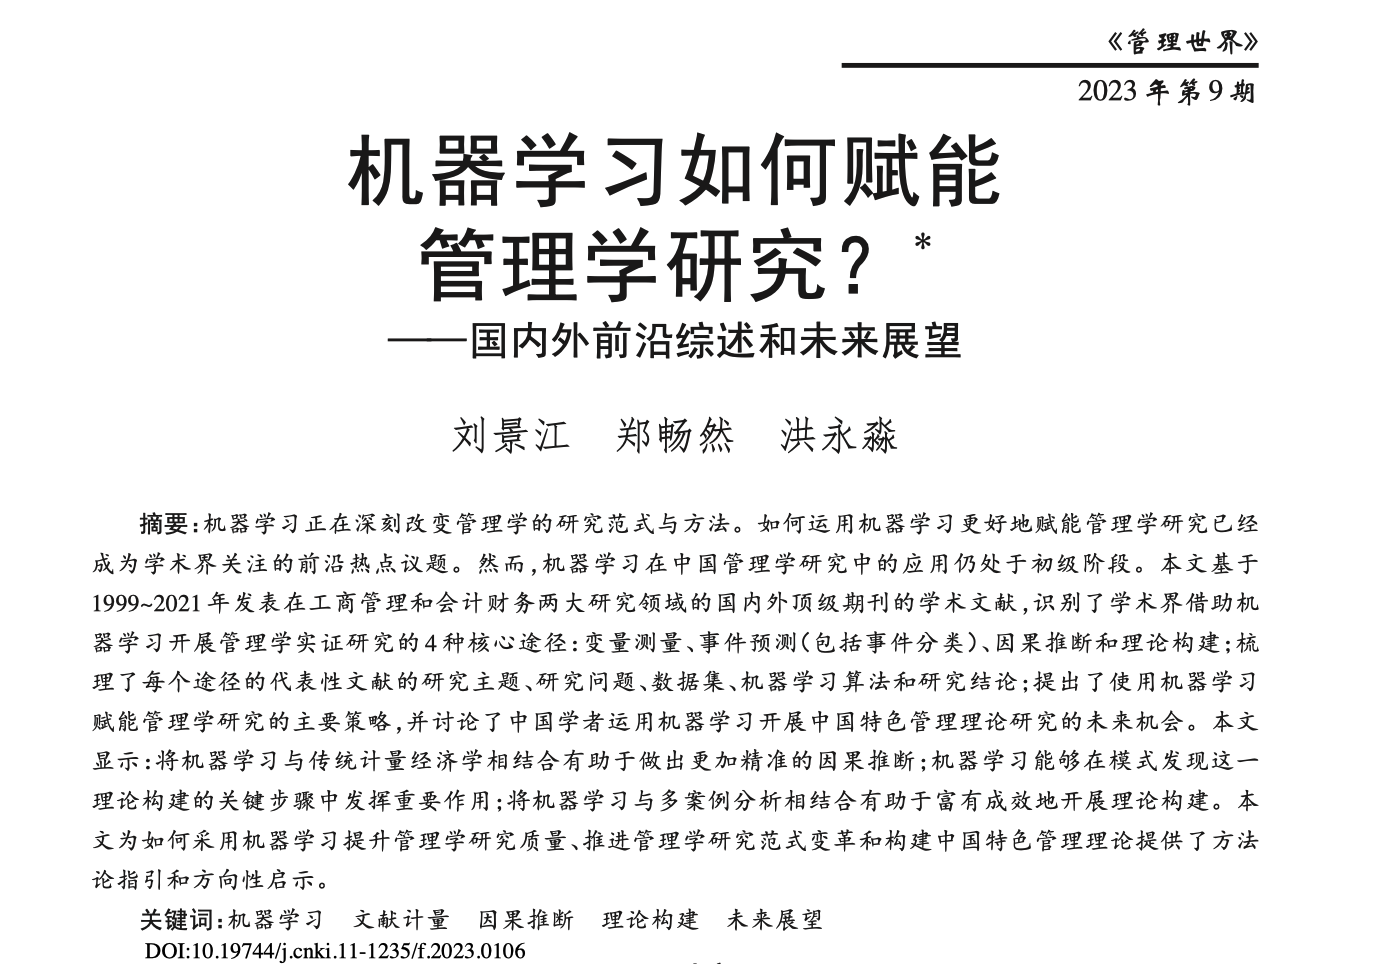 《管理世界》
2023 年第 9 期
机器学习如何赋能
管理学研究？*
——国内外前沿综述和未来展望
刘景江　郑畅然　洪永淼
摘要：机器学习正在深刻改变管理学的研究范式与方法。如何运用机器学习更好地赋能管理学研究已经
成为学术界关注的前沿热点议题。然而，机器学习在中国管理学研究中的应用仍处于初级阶段。本文基于
1999~2021 年发表在工商管理和会计财务两大研究领域的国内外顶级期刊的学术文献，识别了学术界借助机
器学习开展管理学实证研究的 4 种核心途径：变量测量、事件预测（包括事件分类）、因果推断和理论构建；梳
理了每个途径的代表性文献的研究主题、研究问题、数据集、机器学习算法和研究结论；提出了使用机器学习
赋能管理学研究的主要策略，并讨论了中国学者运用机器学习开展中国特色管理理论研究的未来机会。本文
显示：将机器学习与传统计量经济学相结合有助于做出更加精准的因果推断；机器学习能够在模式发现这一
理论构建的关键步骤中发挥重要作用；将机器学习与多案例分析相结合有助于富有成效地开展理论构建。本
文为如何采用机器学习提升管理学研究质量、推进管理学研究范式变革和构建中国特色管理理论提供了方法
论指引和方向性启示。
关键词：机器学习　文献计量　因果推断　理论构建　未来展望
DOI:10.19744/j.cnki.11-1235/f.2023.0106